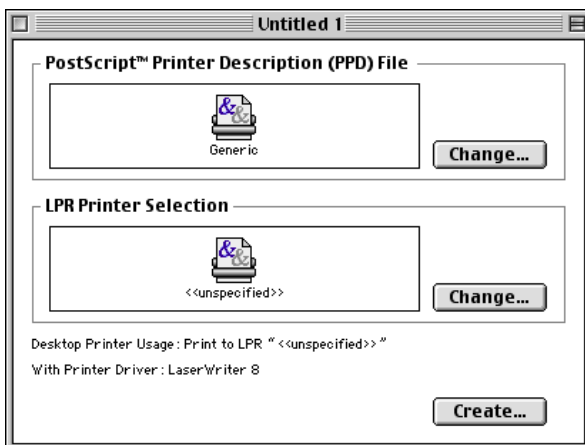 Untitled 1
PostScript™ Printer Description (PPD) File
&&
Generic
Change...
LPR Printer Selection
&&
<<unspecified>>
Change...
Desktop Printer Usage : Print to LPR “ <<unspecified>> ”
With Printer Driver : LaserWriter 8
Create...